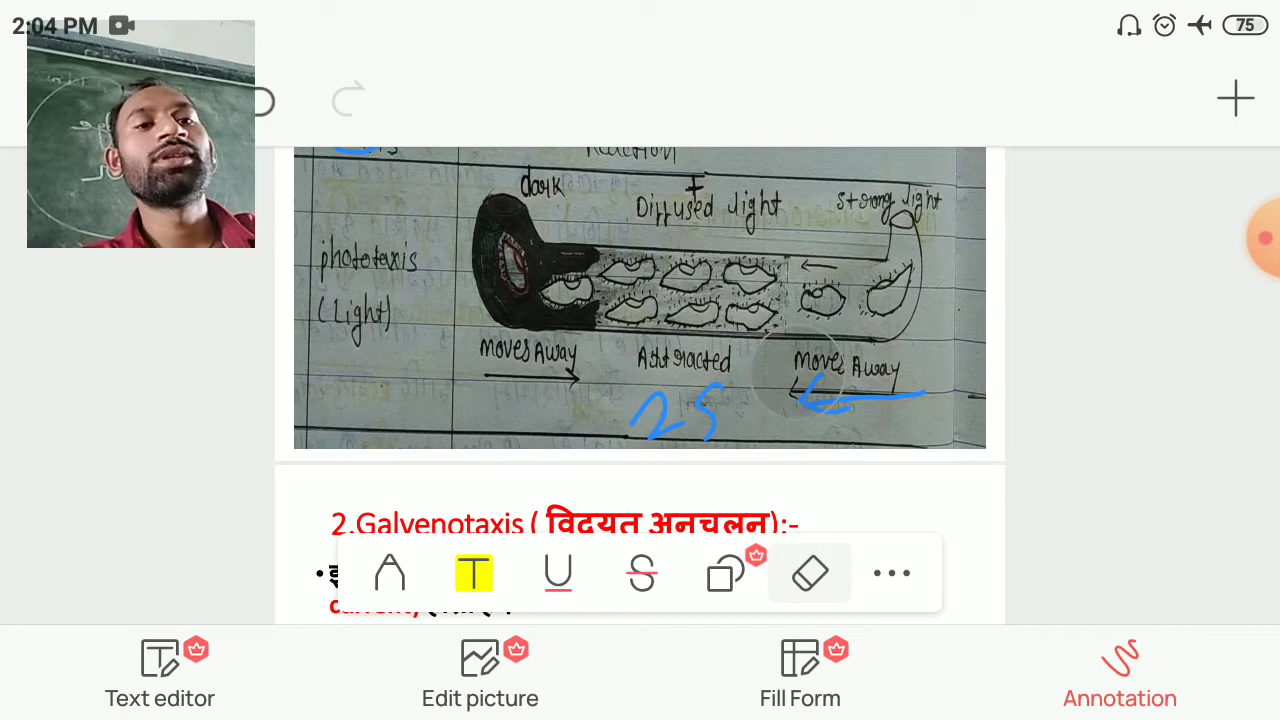 2:04 PM
75
Reaction
dark
+
Diffused light
strong light
phototaxis
(Light)
Moves Away
Attracted
Moves Away
25
2.Galvenotaxis ( विद्युत अनुचलन):-
T
U
S
Text editor
Edit picture
Fill Form
Annotation